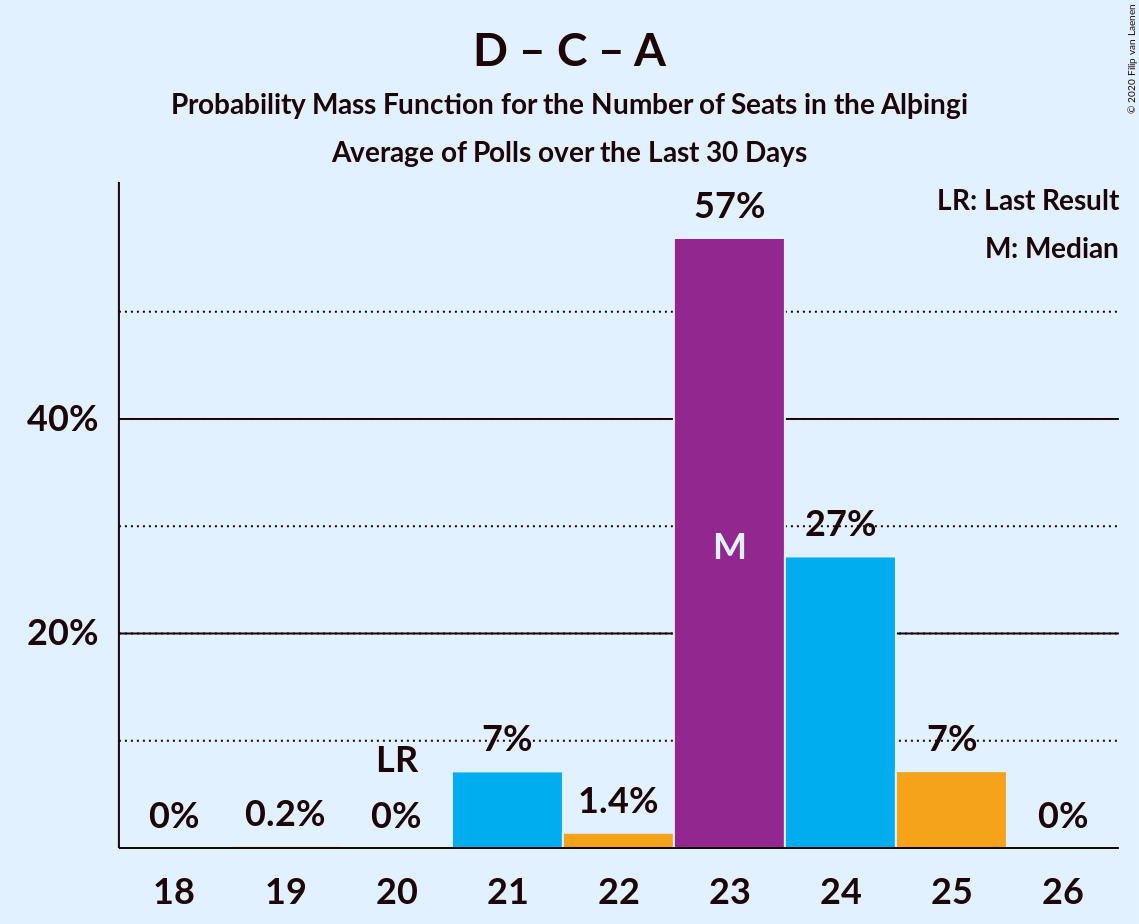 D – C – A
Probability Mass Function for the Number of Seats in the Alþingi
Average of Polls over the Last 30 Days
© 2020 Filip van Laenen
LR: Last Result
M: Median
57%
40%
M
27%
20%
LR
7%
7%
0%
0.2%
0%
1.4%
0%
18 19 20 21 22 23 24 25 26